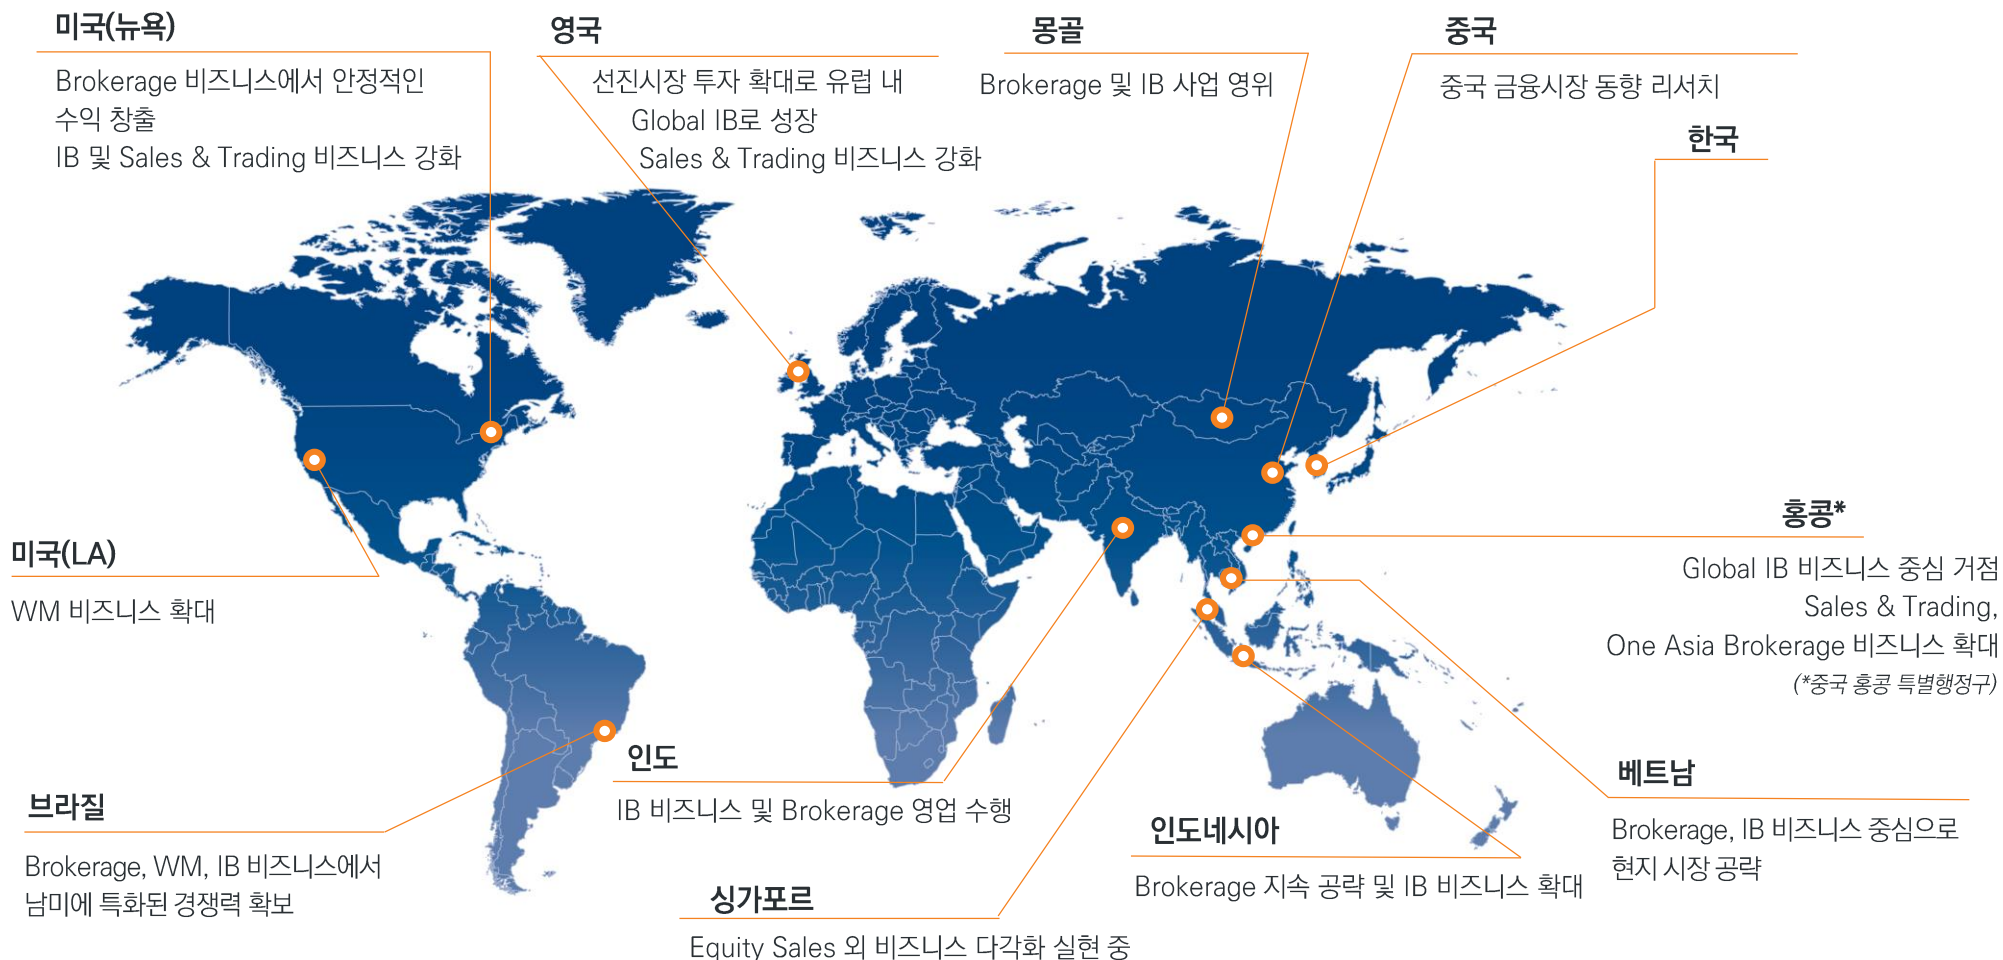 미국(뉴욕)
Brokerage 비즈니스에서 안정적인
수익 창출
IB 및 Sales & Trading 비즈니스 강화
영국
선진시장 투자 확대로 유럽 내
Global IB로 성장
Sales & Trading 비즈니스 강화
몽골
Brokerage 및 IB 사업 영위
중국
중국 금융시장 동향 리서치
한국
미국(LA)
WM 비즈니스 확대
홍콩*
Global IB 비즈니스 중심 거점
Sales & Trading,
One Asia Brokerage 비즈니스 확대
(*중국 홍콩 특별행정구)
브라질
Brokerage, WM, IB 비즈니스에서
남미에 특화된 경쟁력 확보
인도
IB 비즈니스 및 Brokerage 영업 수행
싱가포르
Equity Sales 외 비즈니스 다각화 실현 중
인도네시아
Brokerage 지속 공략 및 IB 비즈니스 확대
베트남
Brokerage, IB 비즈니스 중심으로
현지 시장 공략